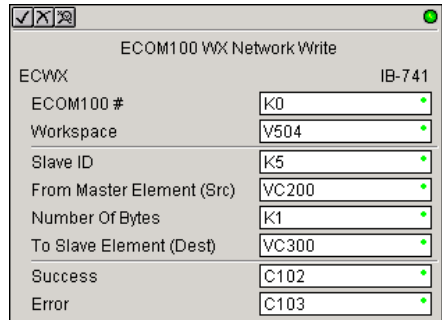 ECOM100 WX Network Write
ECWX IB-741
ECOM100 # K0
Workspace V504
Slave ID K5
From Master Element (Src) VC200
Number Of Bytes K1
To Slave Element (Dest) VC300
Success C102
Error C103